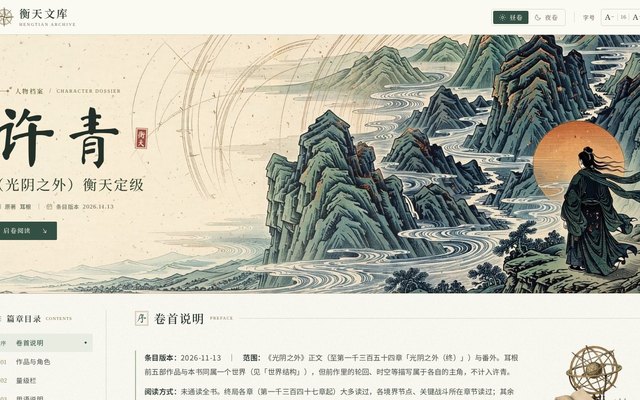 衡天文库
HENGTIAN ARCHIVE
昼卷
夜卷
字号
A-
16
人物档案 / CHARACTER DOSSIER
许青
衡天
（光阴之外）衡天定级
原著 耳根
条目版本 2026.11.13
启卷阅读
篇章目录 CONTENTS
序 卷首说明
01 作品与角色
02 量级栏
序 卷首说明 PREFACE
条目日期：2026-11-13 ｜ 范围：《光阴之外》正文（至第一千三百五十四章「光阴之外（终）」）与番外。耳根
前五部作品与本书同属一个世界（见「世界结构」），但前作里的轮回、时空等描写属于各自的主角，不计入许青。
阅读方式：未通读全书。终局各章（第一千三百四十七章起）大多读过，各境界节点、关键战斗所在章节读过；其余